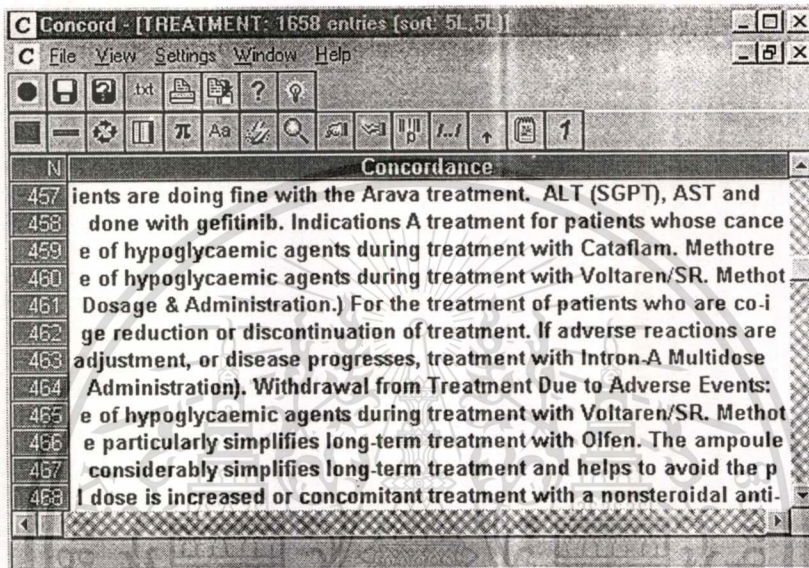 C Concord - [TREATMENT: 1658 entries (sort: 5L,5L)]
C File View Settings Window Help
? .txt ?
π Aa p /../ 1
N Concordance
457 ients are doing fine with the Arava treatment. ALT (SGPT), AST and
458 done with gefitinib. Indications A treatment for patients whose cance
459 e of hypoglycaemic agents during treatment with Cataflam. Methotre
460 e of hypoglycaemic agents during treatment with Voltaren/SR. Methot
461 Dosage & Administration.) For the treatment of patients who are co-i
462 ge reduction or discontinuation of treatment. If adverse reactions are
463 adjustment, or disease progresses, treatment with Intron-A Multidose
464 Administration). Withdrawal from Treatment Due to Adverse Events:
465 e of hypoglycaemic agents during treatment with Voltaren/SR. Methot
466 e particularly simplifies long-term treatment with Olfen. The ampoule
467 considerably simplifies long-term treatment and helps to avoid the p
468 l dose is increased or concomitant treatment with a nonsteroidal anti-